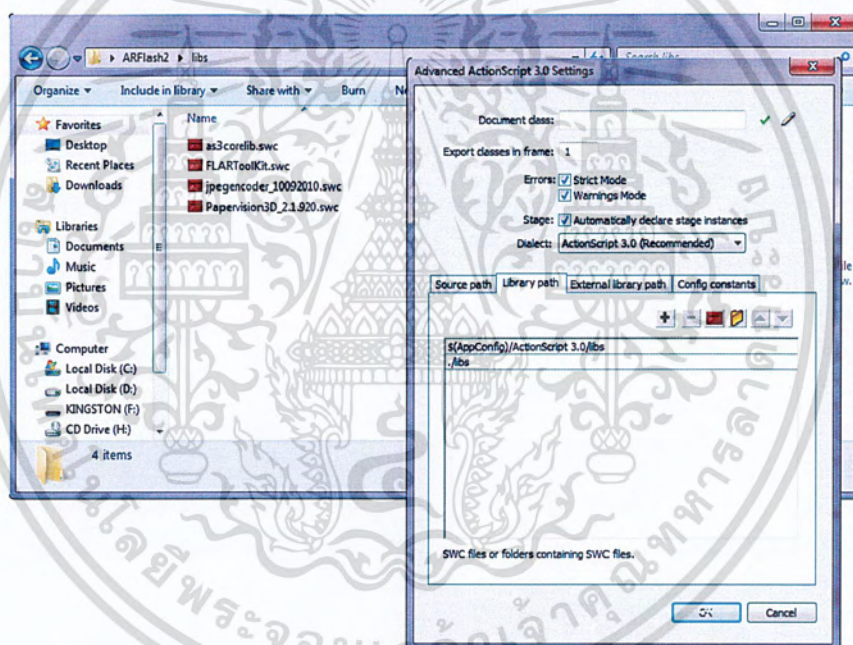 ARFlash2 ▸ libs
Search libs
Organize
Include in library
Share with
Burn
Favorites
Desktop
Recent Places
Downloads
Libraries
Documents
Music
Pictures
Videos
Computer
Local Disk (C:)
Local Disk (D:)
KINGSTON (F:)
CD Drive (H:)
4 items
Name
as3corelib.swc
FLARToolKit.swc
jpegencoder_10092010.swc
Papervision3D_2.1.920.swc
Advanced ActionScript 3.0 Settings
Document class:
Export classes in frame: 1
Errors: Strict Mode
Warnings Mode
Stage: Automatically declare stage instances
Dialect: ActionScript 3.0 (Recommended)
Source path Library path External library path Config constants
$(AppConfig)/ActionScript 3.0/libs
./libs
SWC files or folders containing SWC files.
OK Cancel